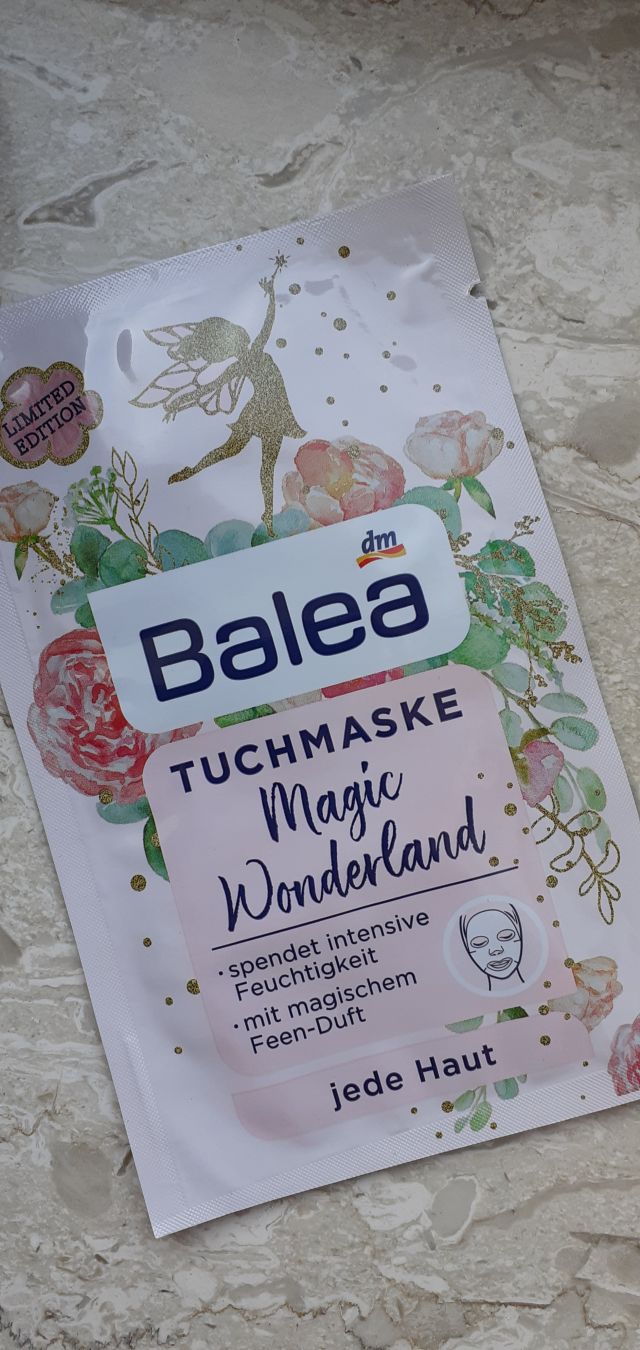 LIMITED
EDITION
dm
Balea
TUCHMASKE
Magic
Wonderland
· spendet intensive
Feuchtigkeit
· mit magischem
Feen-Duft
jede Haut